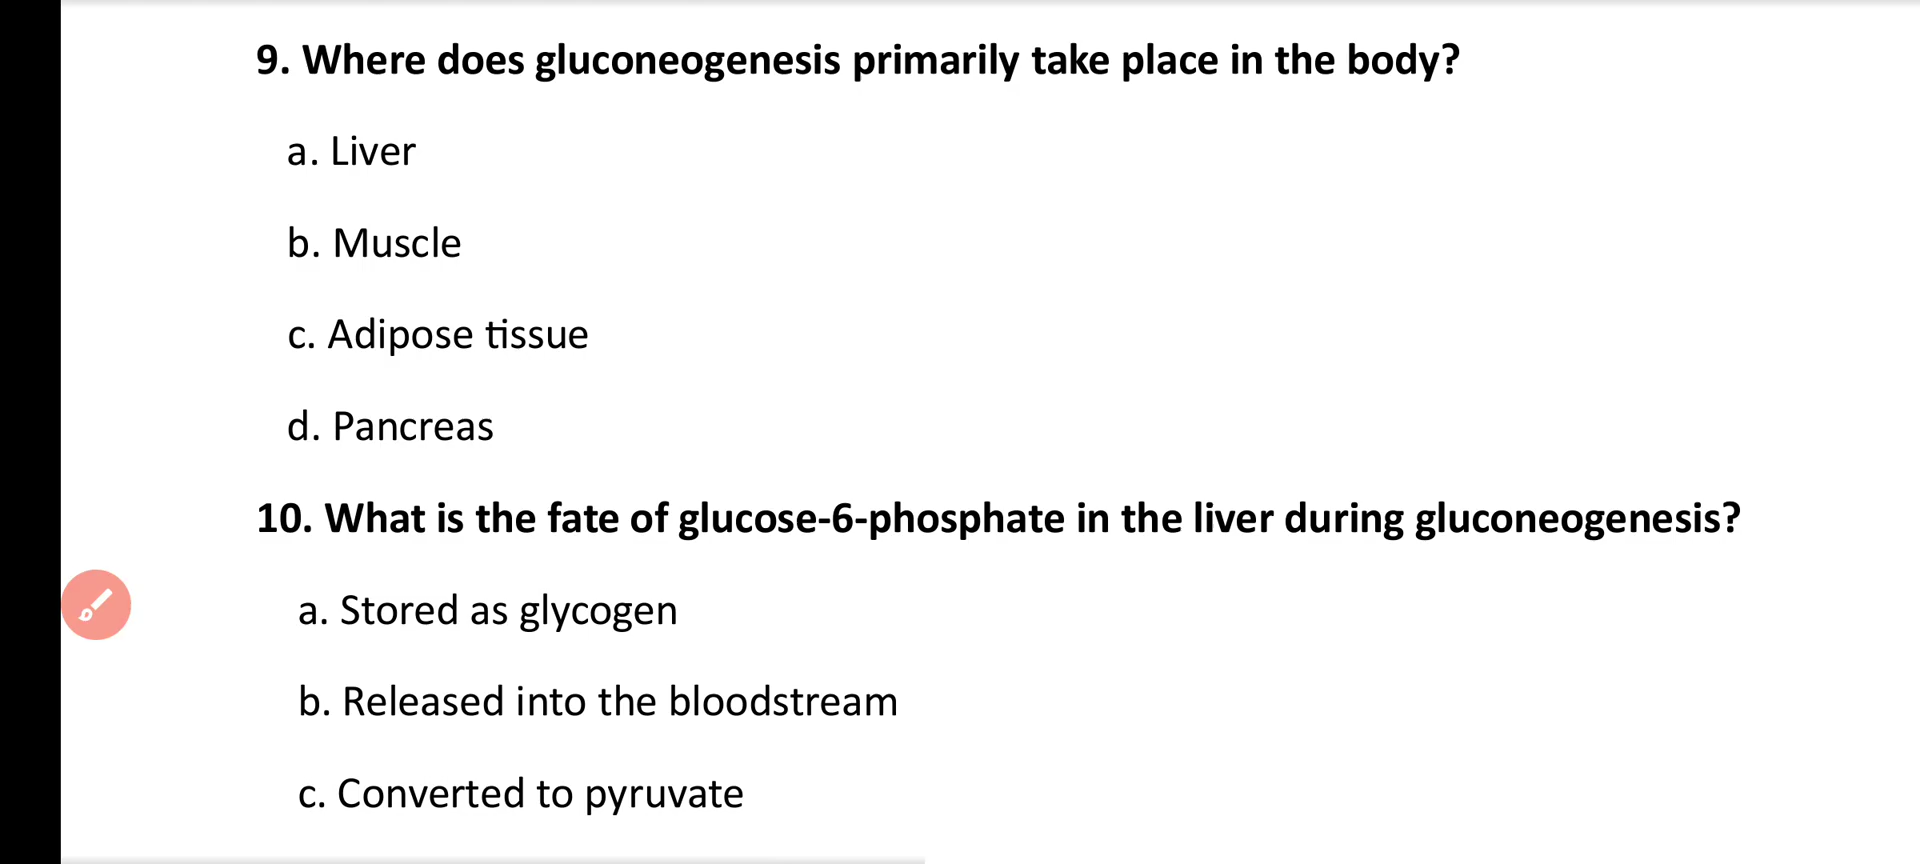 9. Where does gluconeogenesis primarily take place in the body?
a. Liver
b. Muscle
c. Adipose tissue
d. Pancreas
10. What is the fate of glucose-6-phosphate in the liver during gluconeogenesis?
a. Stored as glycogen
b. Released into the bloodstream
c. Converted to pyruvate